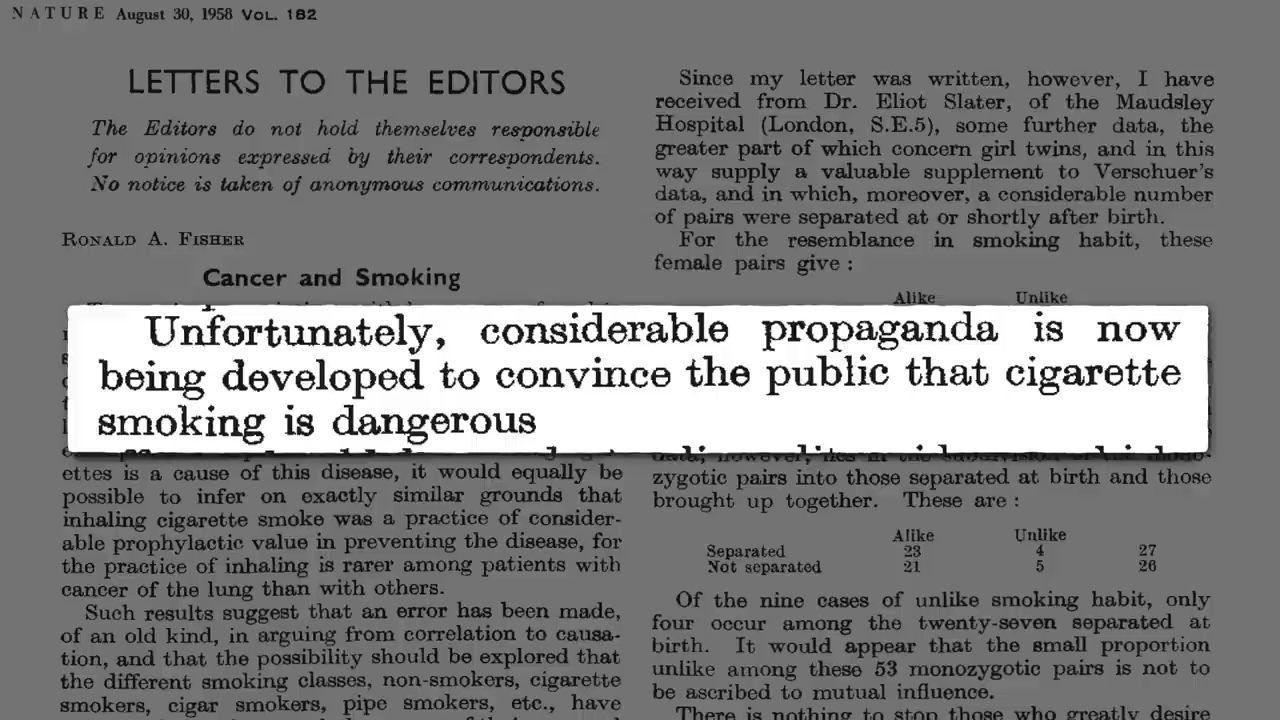 NATURE August 30, 1958 VOL. 182
LETTERS TO THE EDITORS
The Editors do not hold themselves responsible
for opinions expressed by their correspondents.
No notice is taken of anonymous communications.
RONALD A. FISHER
Cancer and Smoking
Unfortunately, considerable propaganda is now
being developed to convince the public that cigarette
smoking is dangerous
ettes is a cause of this disease, it would equally be
possible to infer on exactly similar grounds that
inhaling cigarette smoke was a practice of consider-
able prophylactic value in preventing the disease, for
the practice of inhaling is rarer among patients with
cancer of the lung than with others.
Such results suggest that an error has been made,
of an old kind, in arguing from correlation to causa-
tion, and that the possibility should be explored that
the different smoking classes, non-smokers, cigarette
smokers, cigar smokers, pipe smokers, etc., have
Since my letter was written, however, I have
received from Dr. Eliot Slater, of the Maudsley
Hospital (London, S.E.5), some further data, the
greater part of which concern girl twins, and in this
way supply a valuable supplement to Verschuer's
data, and in which, moreover, a considerable number
of pairs were separated at or shortly after birth.
For the resemblance in smoking habit, these
female pairs give :
Alike Unlike
zygotic pairs into those separated at birth and those
brought up together. These are :
Alike Unlike
Separated 23 4 27
Not separated 21 5 26
Of the nine cases of unlike smoking habit, only
four occur among the twenty-seven separated at
birth. It would appear that the small proportion
unlike among these 53 monozygotic pairs is not to
be ascribed to mutual influence.
There is nothing to stop those who greatly desire